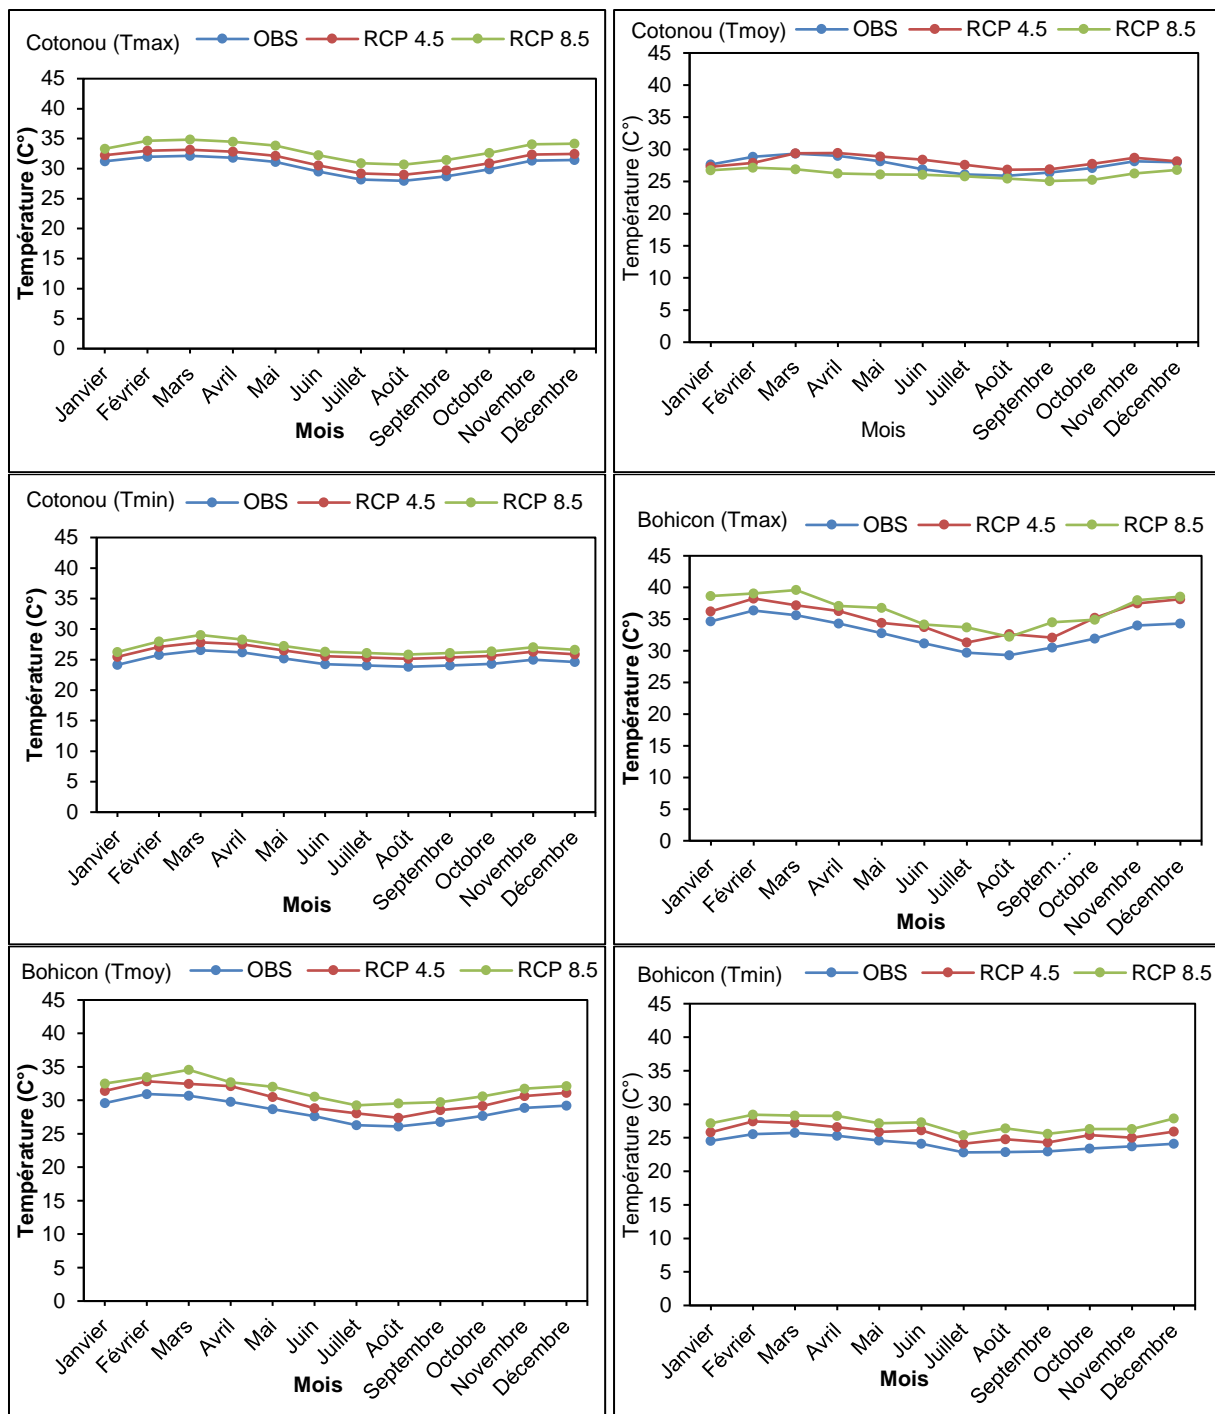 Cotonou (Tmax) OBS RCP 4.5 RCP 8.5
45
40
35
30
25
20
15
10
5
0
Température (C°)
Janvier Février Mars Avril Mai Juin Juillet Août Septembre Octobre Novembre Décembre
Mois
Cotonou (Tmoy) OBS RCP 4.5 RCP 8.5
45
40
35
30
25
20
15
10
5
0
Température (C°)
Janvier Février Mars Avril Mai Juin Juillet Août Septembre Octobre Novembre Décembre
Mois
Cotonou (Tmin) OBS RCP 4.5 RCP 8.5
45
40
35
30
25
20
15
10
5
0
Température (C°)
Janvier Février Mars Avril Mai Juin Juillet Août Septembre Octobre Novembre Décembre
Mois
Bohicon (Tmax) OBS RCP 4.5 RCP 8.5
45
40
35
30
25
20
15
10
5
0
Température (C°)
Janvier Février Mars Avril Mai Juin Juillet Août Septem… Octobre Novembre Décembre
Mois
Bohicon (Tmoy) OBS RCP 4.5 RCP 8.5
45
40
35
30
25
20
15
10
5
0
Température (C°)
Janvier Février Mars Avril Mai Juin Juillet Août Septembre Octobre Novembre Décembre
Mois
Bohicon (Tmin) OBS RCP 4.5 RCP 8.5
45
40
35
30
25
20
15
10
5
0
Température (C°)
Janvier Février Mars Avril Mai Juin Juillet Août Septembre Octobre Novembre Décembre
Mois